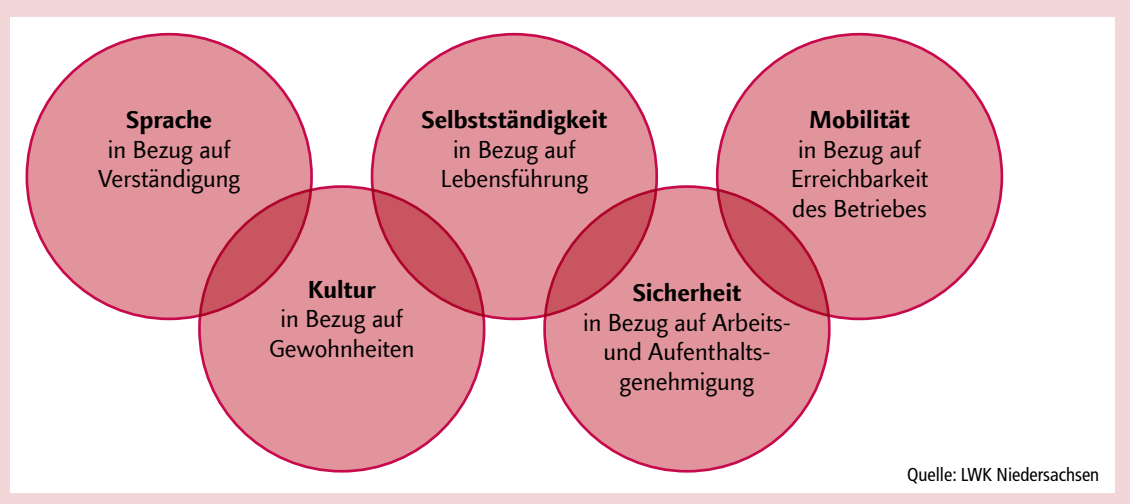 Sprache
in Bezug auf
Verständigung
Kultur
in Bezug auf
Gewohnheiten
Selbstständigkeit
in Bezug auf
Lebensführung
Sicherheit
in Bezug auf Arbeits-
und Aufenthalts-
genehmigung
Mobilität
in Bezug auf
Erreichbarkeit
des Betriebes
Quelle: LWK Niedersachsen